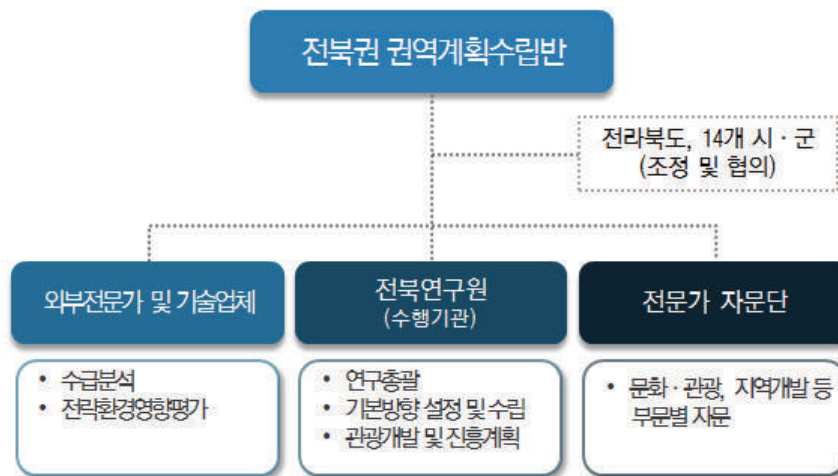 전북권 권역계획수립반
전라북도, 14개 시 · 군
(조정 및 협의)
외부전문가 및 기술업체
• 수급분석
• 전략환경영향평가
전북연구원
(수행기관)
• 연구총괄
• 기본방향 설정 및 수립
• 관광개발 및 진흥계획
전문가 자문단
• 문화 · 관광, 지역개발 등
부문별 자문